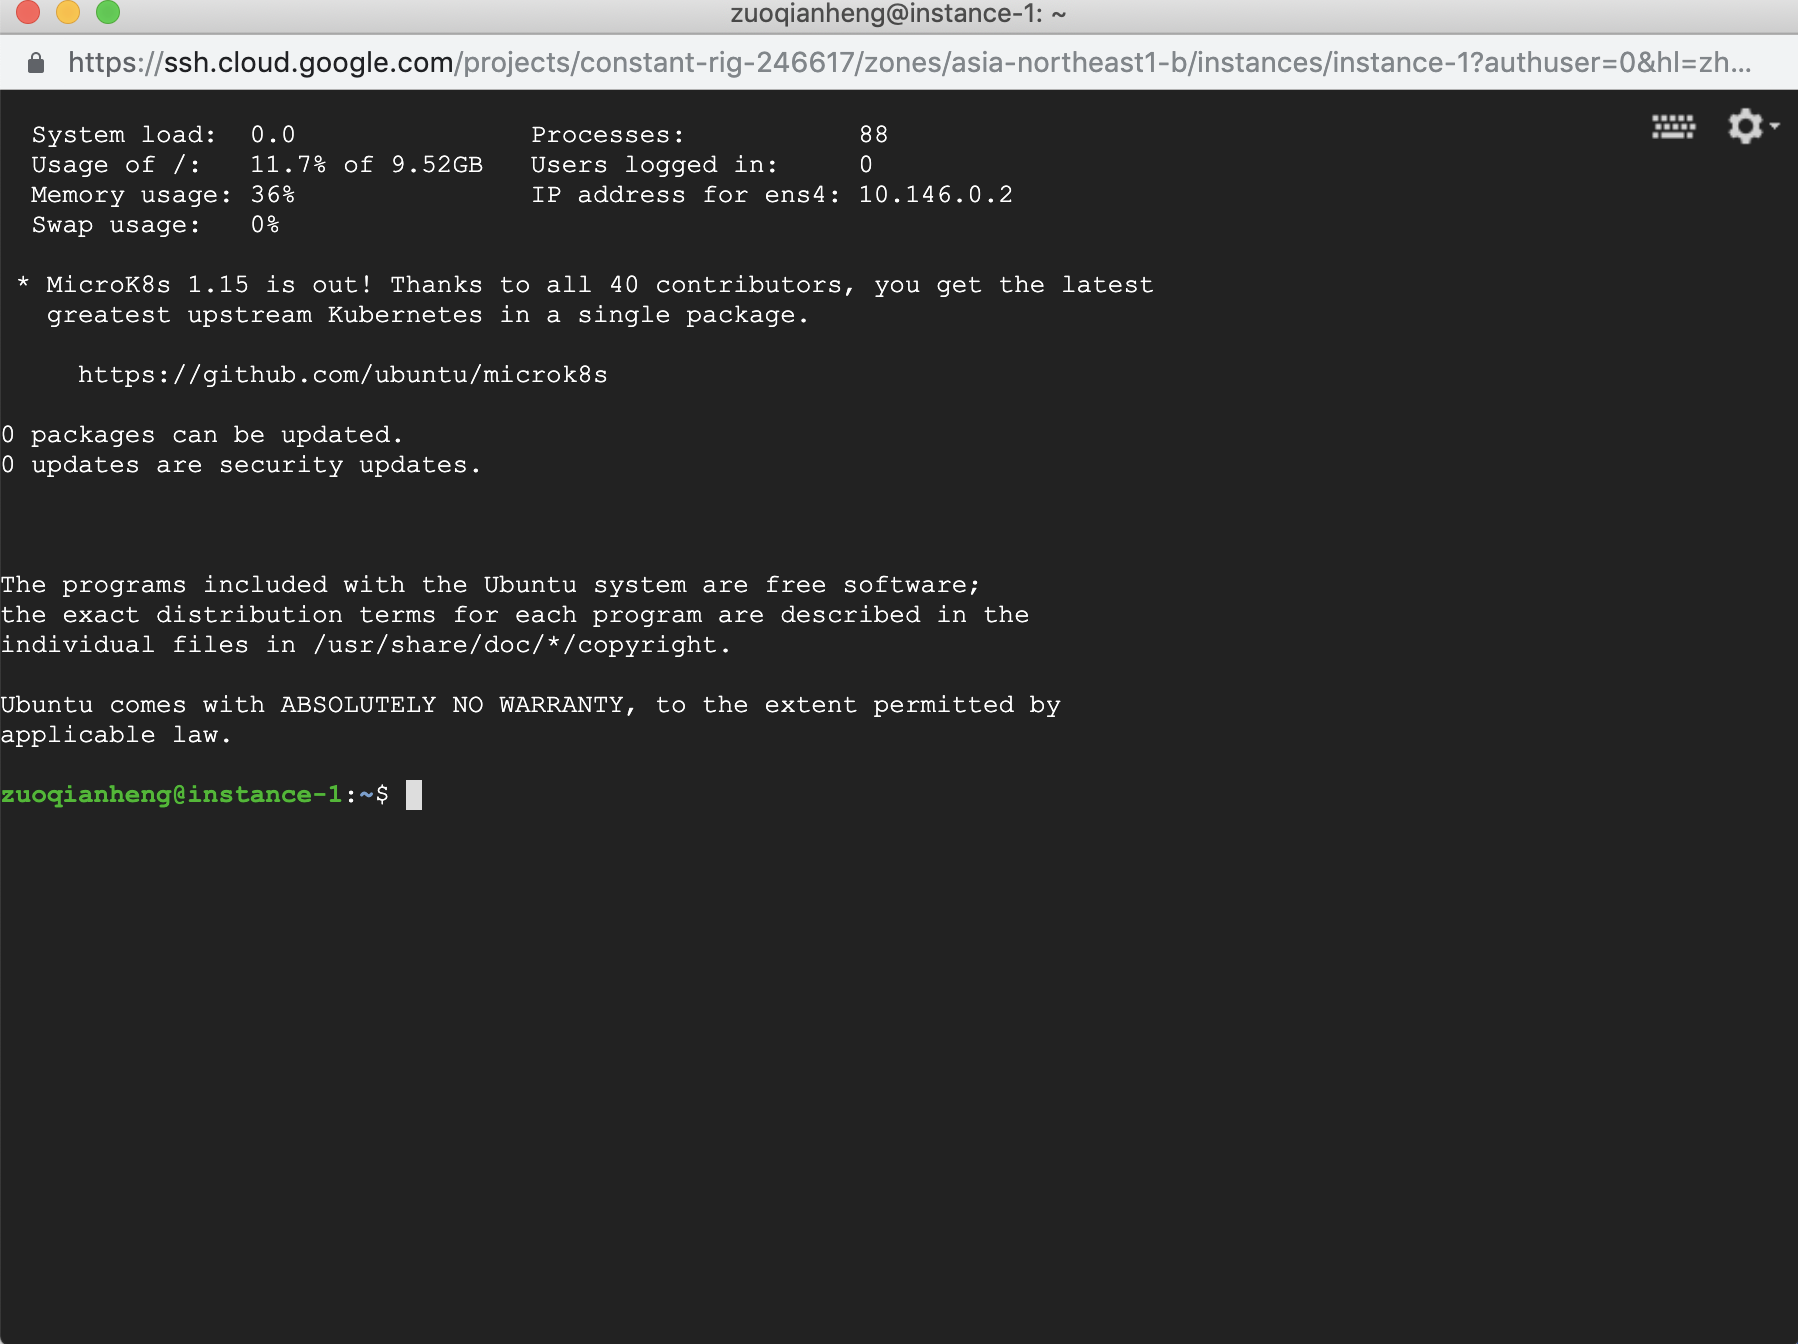 zuoqianheng@instance-1: ~
https://ssh.cloud.google.com/projects/constant-rig-246617/zones/asia-northeast1-b/instances/instance-1?authuser=0&hl=zh...
System load:  0.0               Processes:           88
Usage of /:   11.7% of 9.52GB   Users logged in:     0
Memory usage: 36%               IP address for ens4: 10.146.0.2
Swap usage:   0%
* MicroK8s 1.15 is out! Thanks to all 40 contributors, you get the latest
greatest upstream Kubernetes in a single package.
https://github.com/ubuntu/microk8s
0 packages can be updated.
0 updates are security updates.
The programs included with the Ubuntu system are free software;
the exact distribution terms for each program are described in the
individual files in /usr/share/doc/*/copyright.
Ubuntu comes with ABSOLUTELY NO WARRANTY, to the extent permitted by
applicable law.
zuoqianheng@instance-1:~$